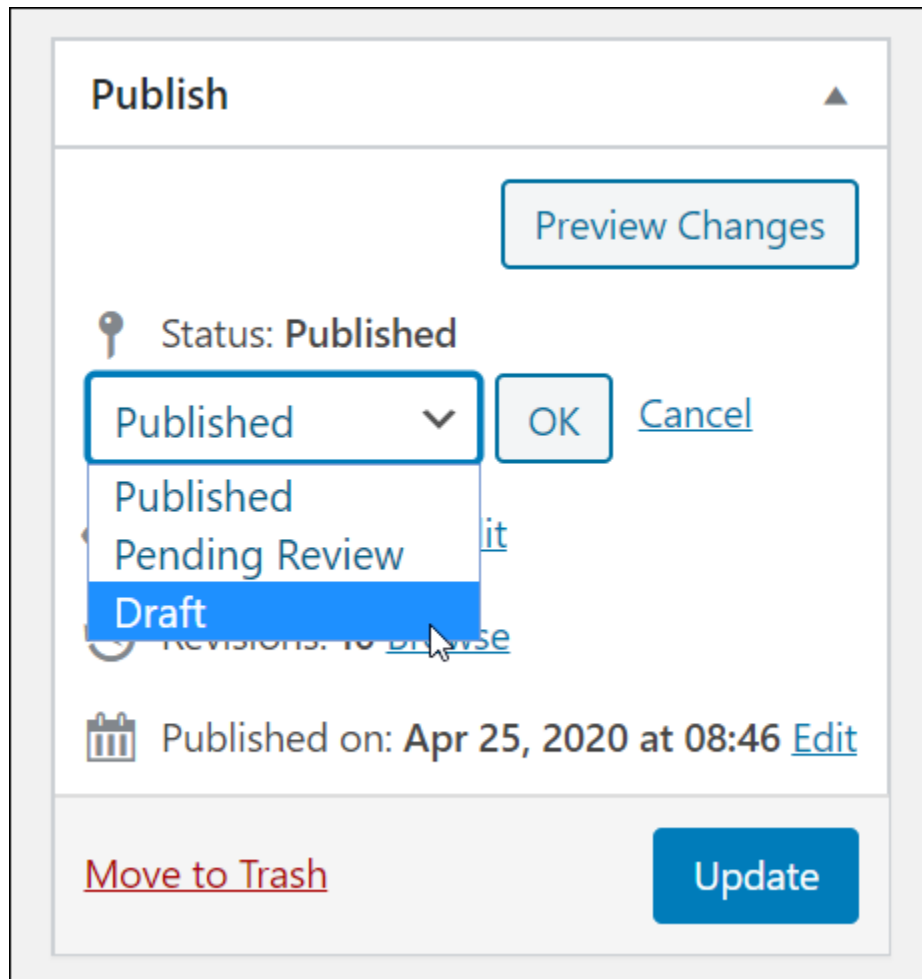 Publish
Preview Changes
Status: Published
Published OK Cancel
Published
Pending Review
Draft
Published on: Apr 25, 2020 at 08:46 Edit
Move to Trash Update